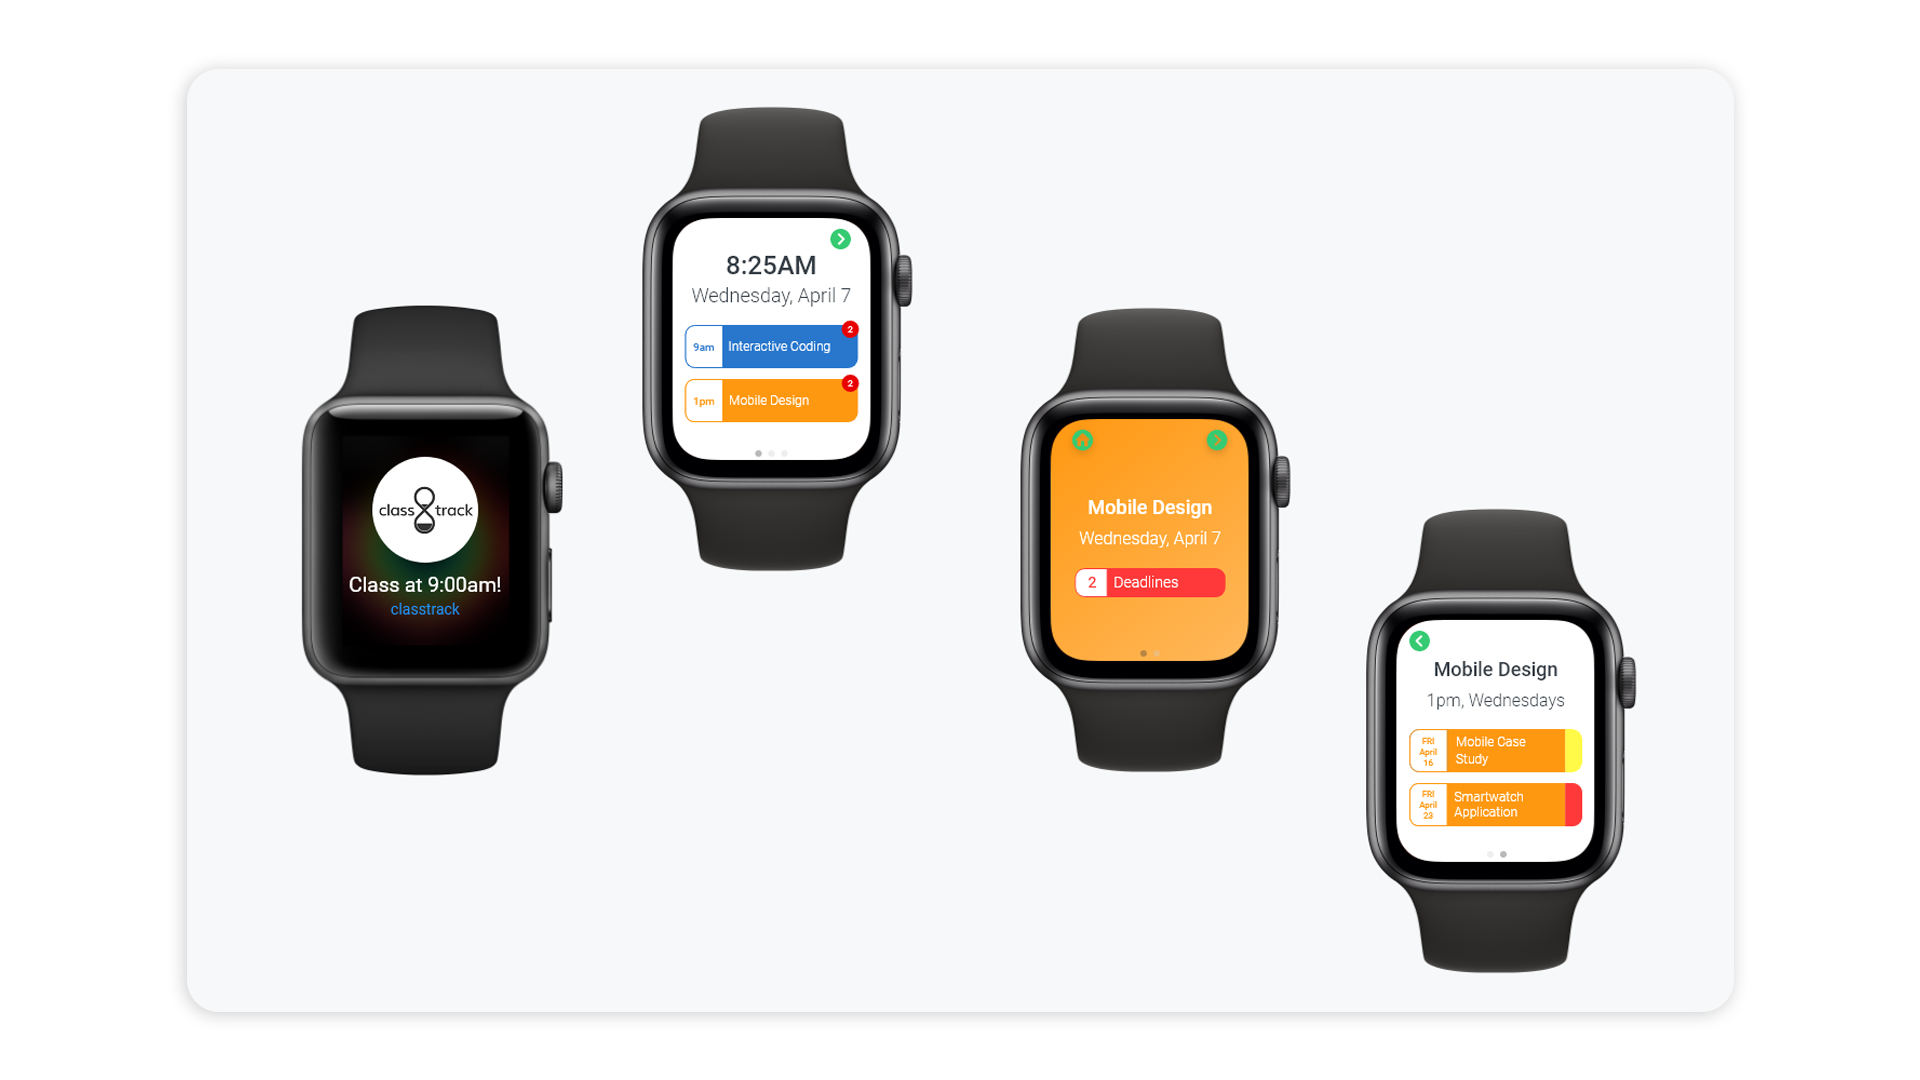 class track
Class at 9:00am!
classtrack
8:25AM
Wednesday, April 7
9am
Interactive Coding
2
1pm
Mobile Design
2
Mobile Design
Wednesday, April 7
2
Deadlines
Mobile Design
1pm, Wednesdays
FRI
April
16
Mobile Case
Study
FRI
April
23
Smartwatch
Application